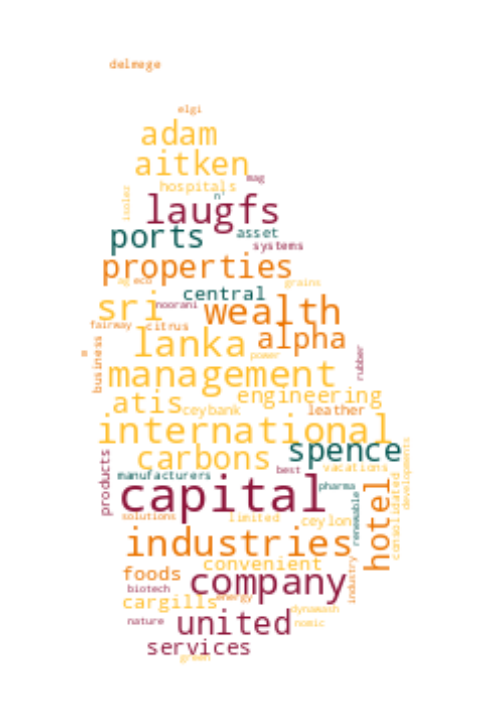 delmege
elgi
adam
aitken
mag
hospitals
isolez
n'
laugfs
ports
asset
systems
properties
ag
eco
grains
central
sri
noorani
wealth
fairway
citrus
lanka
alpha
power
rubber
business
m
management
atis
ceybank
engineering
leather
international
carbons
spence
developments
products
manufacturers
best
vacations
capital
pharma
hotel
consolidated
renewable
solutions
limited
ceylon
industries
convenient
foods
company
industry
biotech
cargills
energy
dynawash
nature
united
nomic
services
green